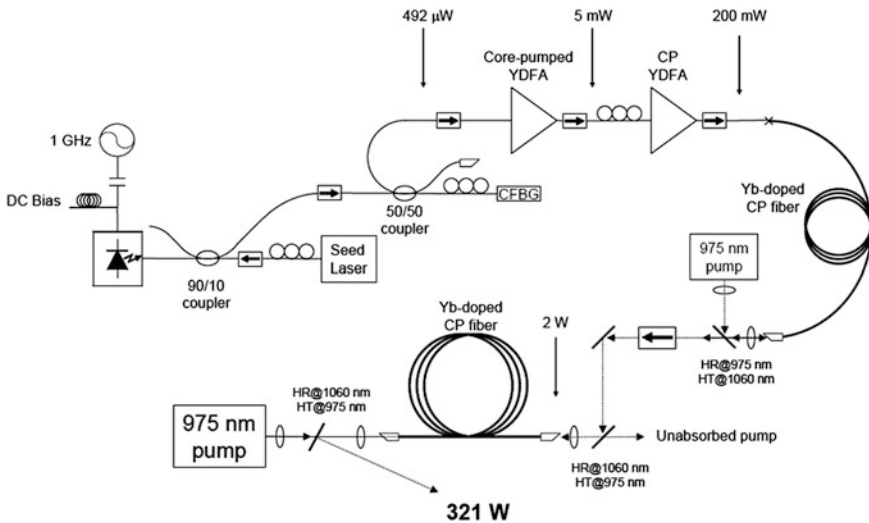 492 µW
5 mW
200 mW
Core-pumped
YDFA
CP
YDFA
1 GHz
DC Bias
CFBG
50/50
coupler
Seed
Laser
90/10
coupler
Yb-doped
CP fiber
975 nm
pump
HR@975 nm
HT@1060 nm
Yb-doped
CP fiber
2 W
HR@1060 nm
HT@975 nm
975 nm
pump
Unabsorbed pump
HR@1060 nm
HT@975 nm
321 W